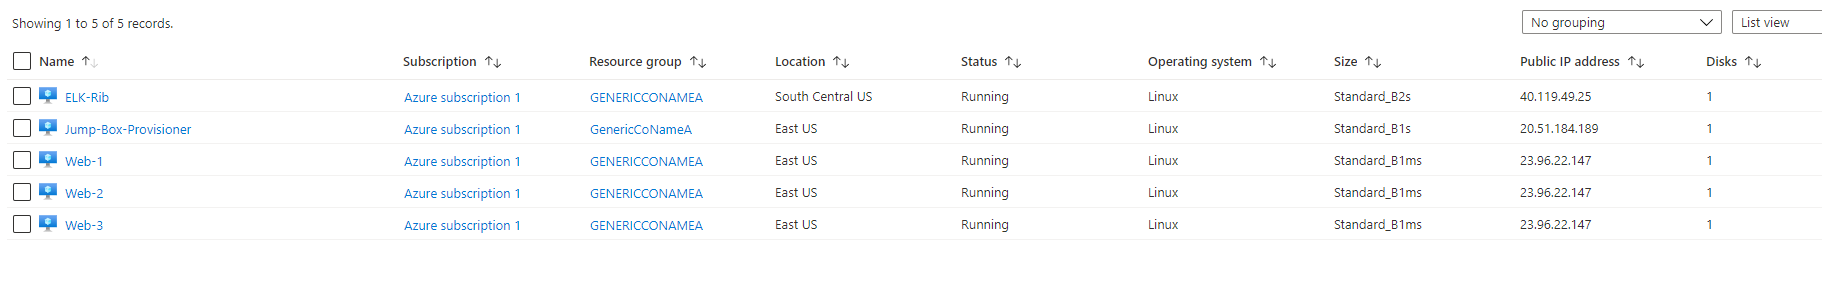 Showing 1 to 5 of 5 records.
No grouping List view
Name Subscription Resource group Location Status Operating system Size Public IP address Disks
ELK-Rib Azure subscription 1 GENERICCONAMEA South Central US Running Linux Standard_B2s 40.119.49.25 1
Jump-Box-Provisioner Azure subscription 1 GenericCoNameA East US Running Linux Standard_B1s 20.51.184.189 1
Web-1 Azure subscription 1 GENERICCONAMEA East US Running Linux Standard_B1ms 23.96.22.147 1
Web-2 Azure subscription 1 GENERICCONAMEA East US Running Linux Standard_B1ms 23.96.22.147 1
Web-3 Azure subscription 1 GENERICCONAMEA East US Running Linux Standard_B1ms 23.96.22.147 1